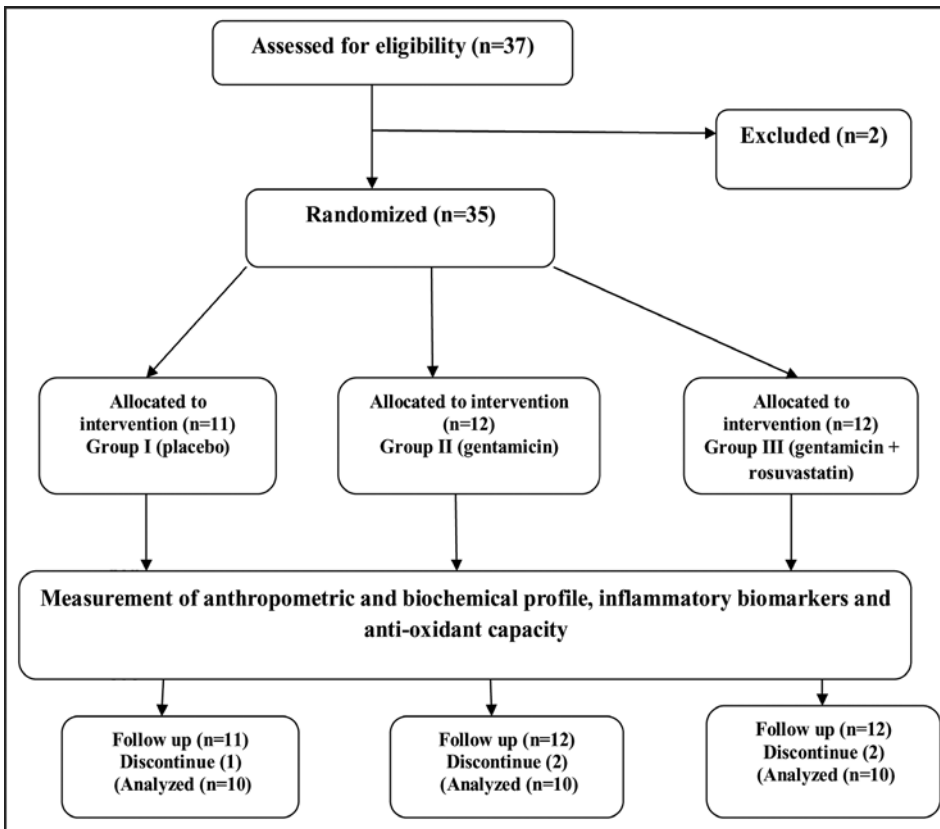 Assessed for eligibility (n=37)
Excluded (n=2)
Randomized (n=35)
Allocated to
intervention (n=11)
Group I (placebo)
Allocated to intervention
(n=12)
Group II (gentamicin)
Allocated to
intervention (n=12)
Group III (gentamicin +
rosuvastatin)
Measurement of anthropometric and biochemical profile, inflammatory biomarkers and
anti-oxidant capacity
Follow up (n=11)
Discontinue (1)
(Analyzed (n=10)
Follow up (n=12)
Discontinue (2)
(Analyzed (n=10)
Follow up (n=12)
Discontinue (2)
(Analyzed (n=10)